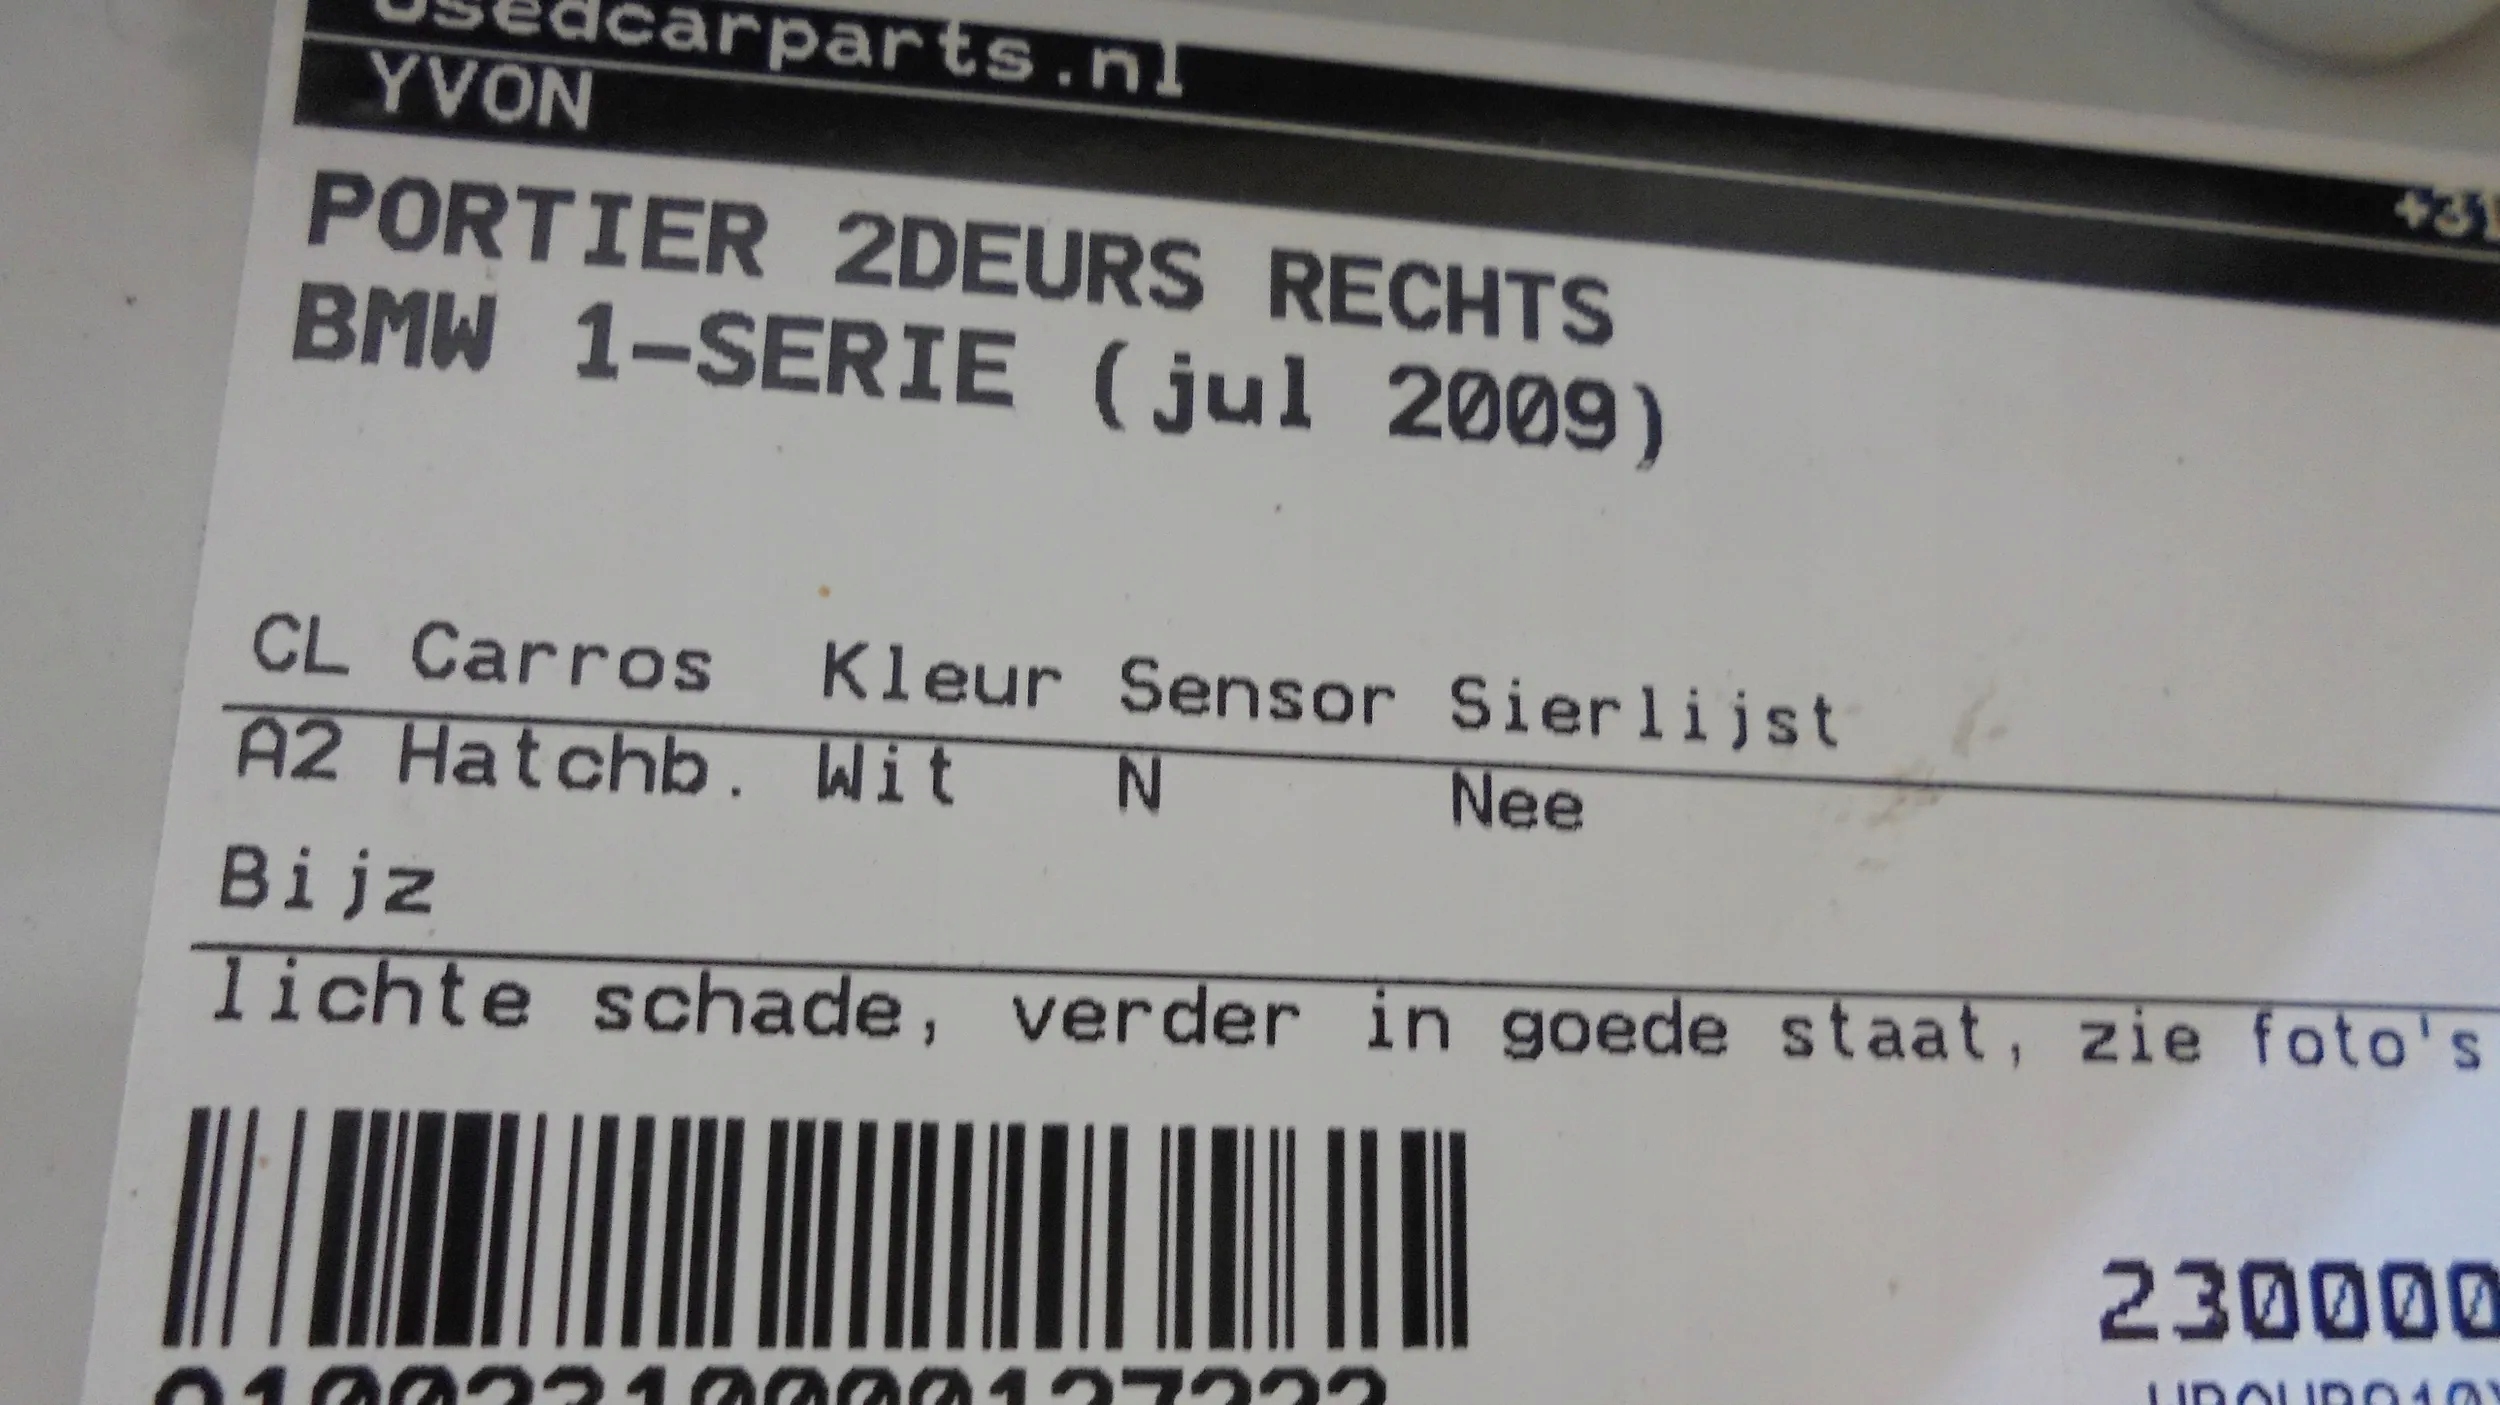 usedcarparts.nl
YVON
PORTIER 2DEURS RECHTS
BMW 1-SERIE (jul 2009)
CL Carros Kleur Sensor Sierlijst
A2 Hatchb. Wit N Nee
Bijz
lichte schade, verder in goede staat, zie foto's
230000